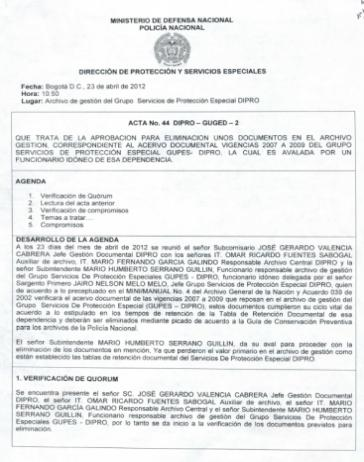 MINISTERIO DE DEFENSA NACIONAL
POLICÍA NACIONAL
DIRECCIÓN DE PROTECCIÓN Y SERVICIOS ESPECIALES
Fecha: Bogotá D.C., 23 de abril de 2012
Hora: 10:50
Lugar: Archivo de gestión del Grupo Servicios de Protección Especial DIPRO
ACTA No. 44 DIPRO – GUGED – 2
QUE TRATA DE LA APROBACION PARA ELIMINACION UNOS DOCUMENTOS EN EL ARCHIVO
GESTION, CORRESPONDIENTE AL ACERVO DOCUMENTAL VIGENCIAS 2007 A 2009 DEL GRUPO
SERVICIOS DE PROTECCIÓN ESPECIAL GUPES- DIPRO, LA CUAL ES AVALADA POR UN
FUNCIONARIO IDÓNEO DE ESA DEPENDENCIA.
AGENDA
1. Verificación de Quórum
2. Lectura del acta anterior
3. Verificación de compromisos
4. Temas a tratar...
5. Compromisos
DESARROLLO DE LA AGENDA
A los 23 días del mes de abril de 2012 se reunió el señor Subcomisario JOSÉ GERARDO VALENCIA
CABRERA Jefe Gestión Documental DIPRO con los señores IT. OMAR RICARDO FUENTES SABOGAL
Auxiliar de archivo, el señor IT. MARIO FERNANDO GARCIA GALINDO Responsable Archivo Central DIPRO y la
señor Subintendente MARIO HUMBERTO SERRANO GUILLIN, Funcionario responsable archivo de gestión
del Grupo Servicios De Protección Especiales GUPES - DIPRO, funcionario idóneo delegada por el señor
Sargento Primero JAIRO NELSON MELO MELO, Jefe Grupo Servicios De Protección Especial DIPRO, quien
de acuerdo a lo preceptuado en el MINIMANUAL No. 4 del Archivo General de la Nación y Acuerdo 039 de
2002 verificará el acervo documental de las vigencias 2007 a 2009 que reposan en el archivo de gestión del
Grupo Servicios De Protección Especial (GUPES – DIPRO), estos documentos cumplieron su ciclo vital de
acuerdo a lo estipulado en los tiempos de retención de la Tabla de Retención Documental de esa
dependencia y deberán ser eliminados mediante picado de acuerdo a la Guía de Conservación Preventiva
para los archivos de la Policía Nacional.
El señor Subintendente MARIO HUMBERTO SERRANO GUILLIN, da su aval para proceder con la
eliminación de los documentos en mención, Ya que perdieron el valor primario en el archivo de gestión como
están establecido las tablas de retención documental del Servicios De Protección Especial DIPRO
1. VERIFICACIÓN DE QUORUM
Se encuentra presente el señor SC. JOSÉ GERARDO VALENCIA CABRERA Jefe Gestión Documental
DIPRO, el señor IT. OMAR RICARDO FUENTES SABOGAL Auxiliar de archivo, el señor IT. MARIO
FERNANDO GARCÍA GALINDO Responsable Archivo Central y el señor Subintendente MARIO HUMBERTO
SERRANO GUILLIN, Funcionario responsable archivo de gestión del Grupo Servicios De Protección
Especiales GUPES - DIPRO, por lo tanto se da inicio a la verificación de los documentos previstos para
eliminación.